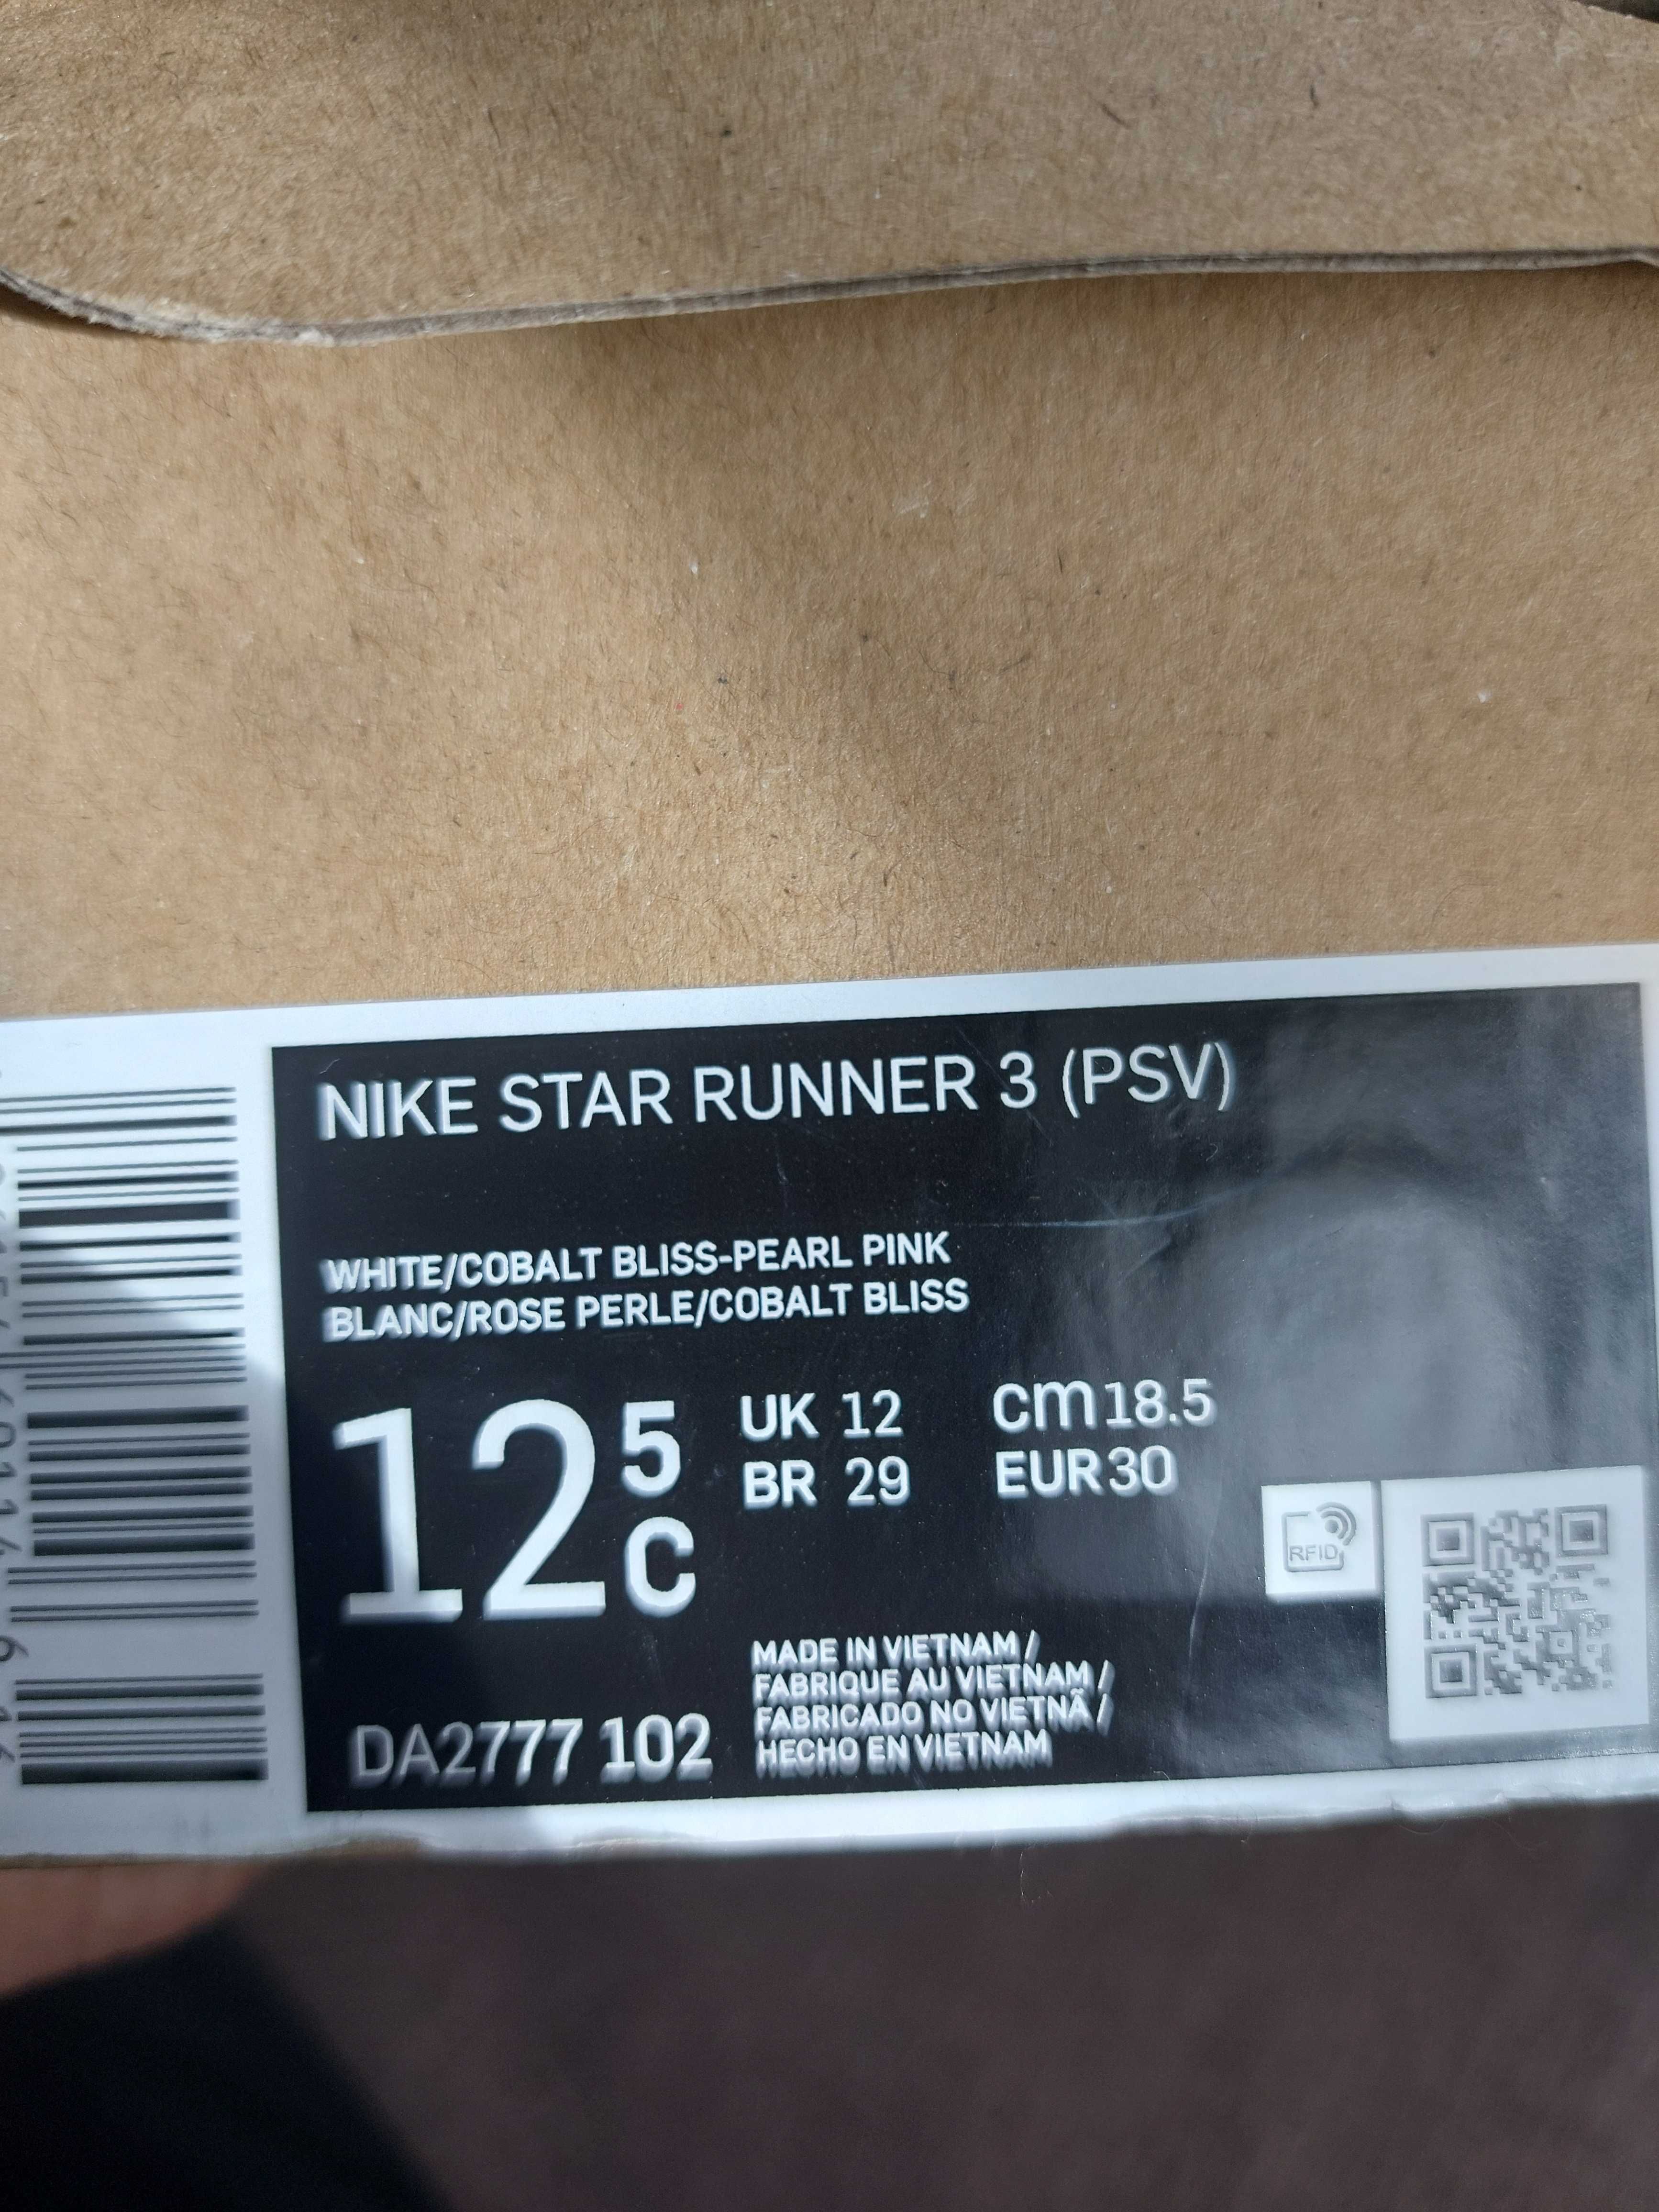 NIKE STAR RUNNER 3 (PSV)
WHITE/COBALT BLISS-PEARL PINK
BLANC/ROSE PERLE/COBALT BLISS
12 5 C
UK 12 cm 18.5
BR 29 EUR 30
RFID
MADE IN VIETNAM /
FABRIQUE AU VIETNAM /
FABRICADO NO VIETNÃ /
HECHO EN VIETNAM
DA2777 102